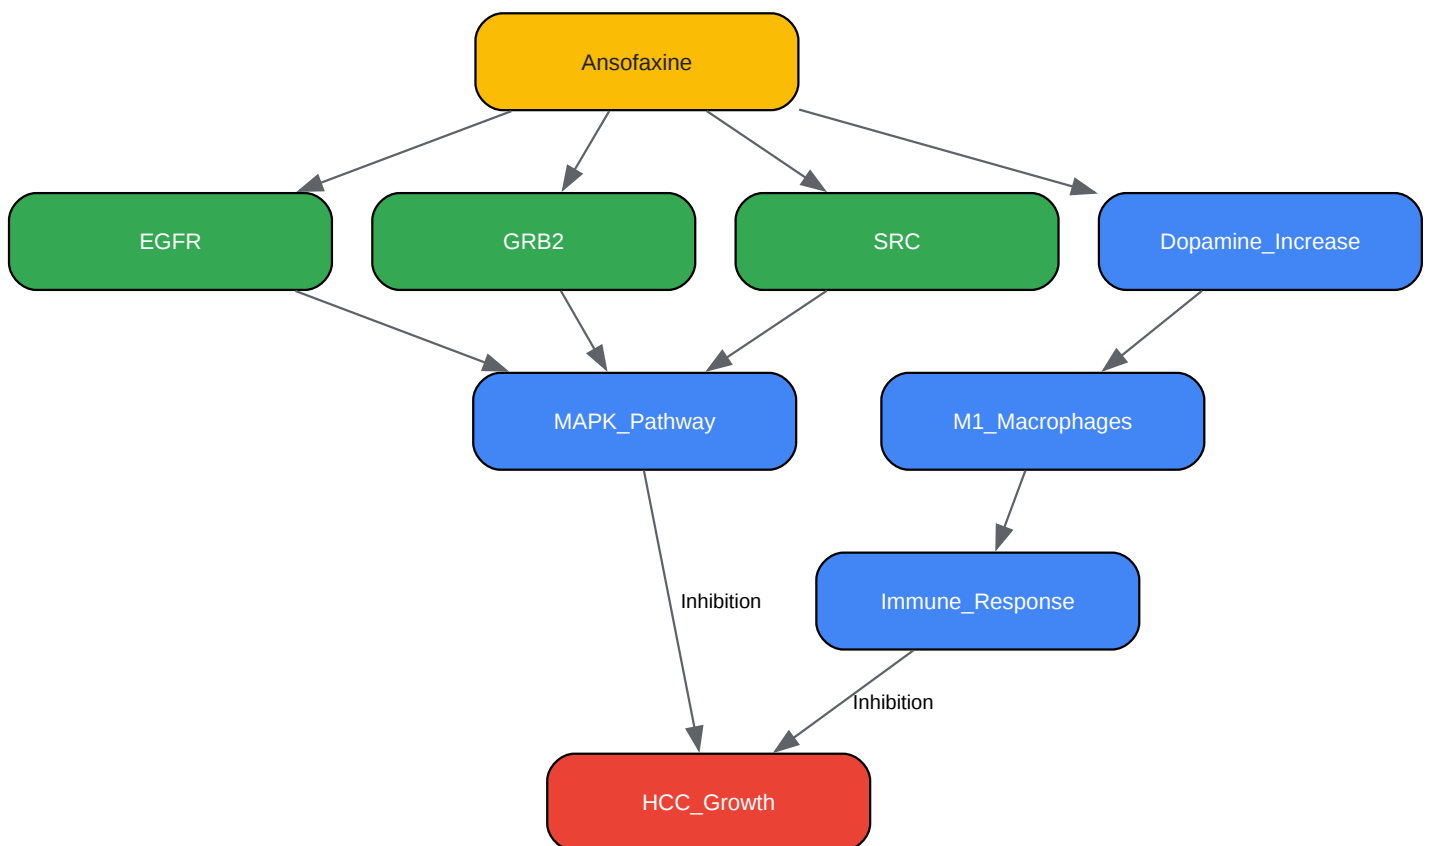 Ansofaxine
EGFR
GRB2
SRC
Dopamine_Increase
MAPK_Pathway
M1_Macrophages
Inhibition
Immune_Response
Inhibition
HCC_Growth